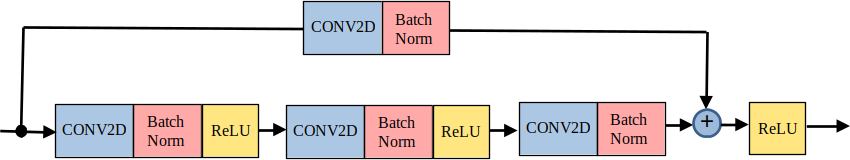 CONV2D
Batch
Norm
CONV2D
Batch
Norm
ReLU
CONV2D
Batch
Norm
ReLU
CONV2D
Batch
Norm
+
ReLU